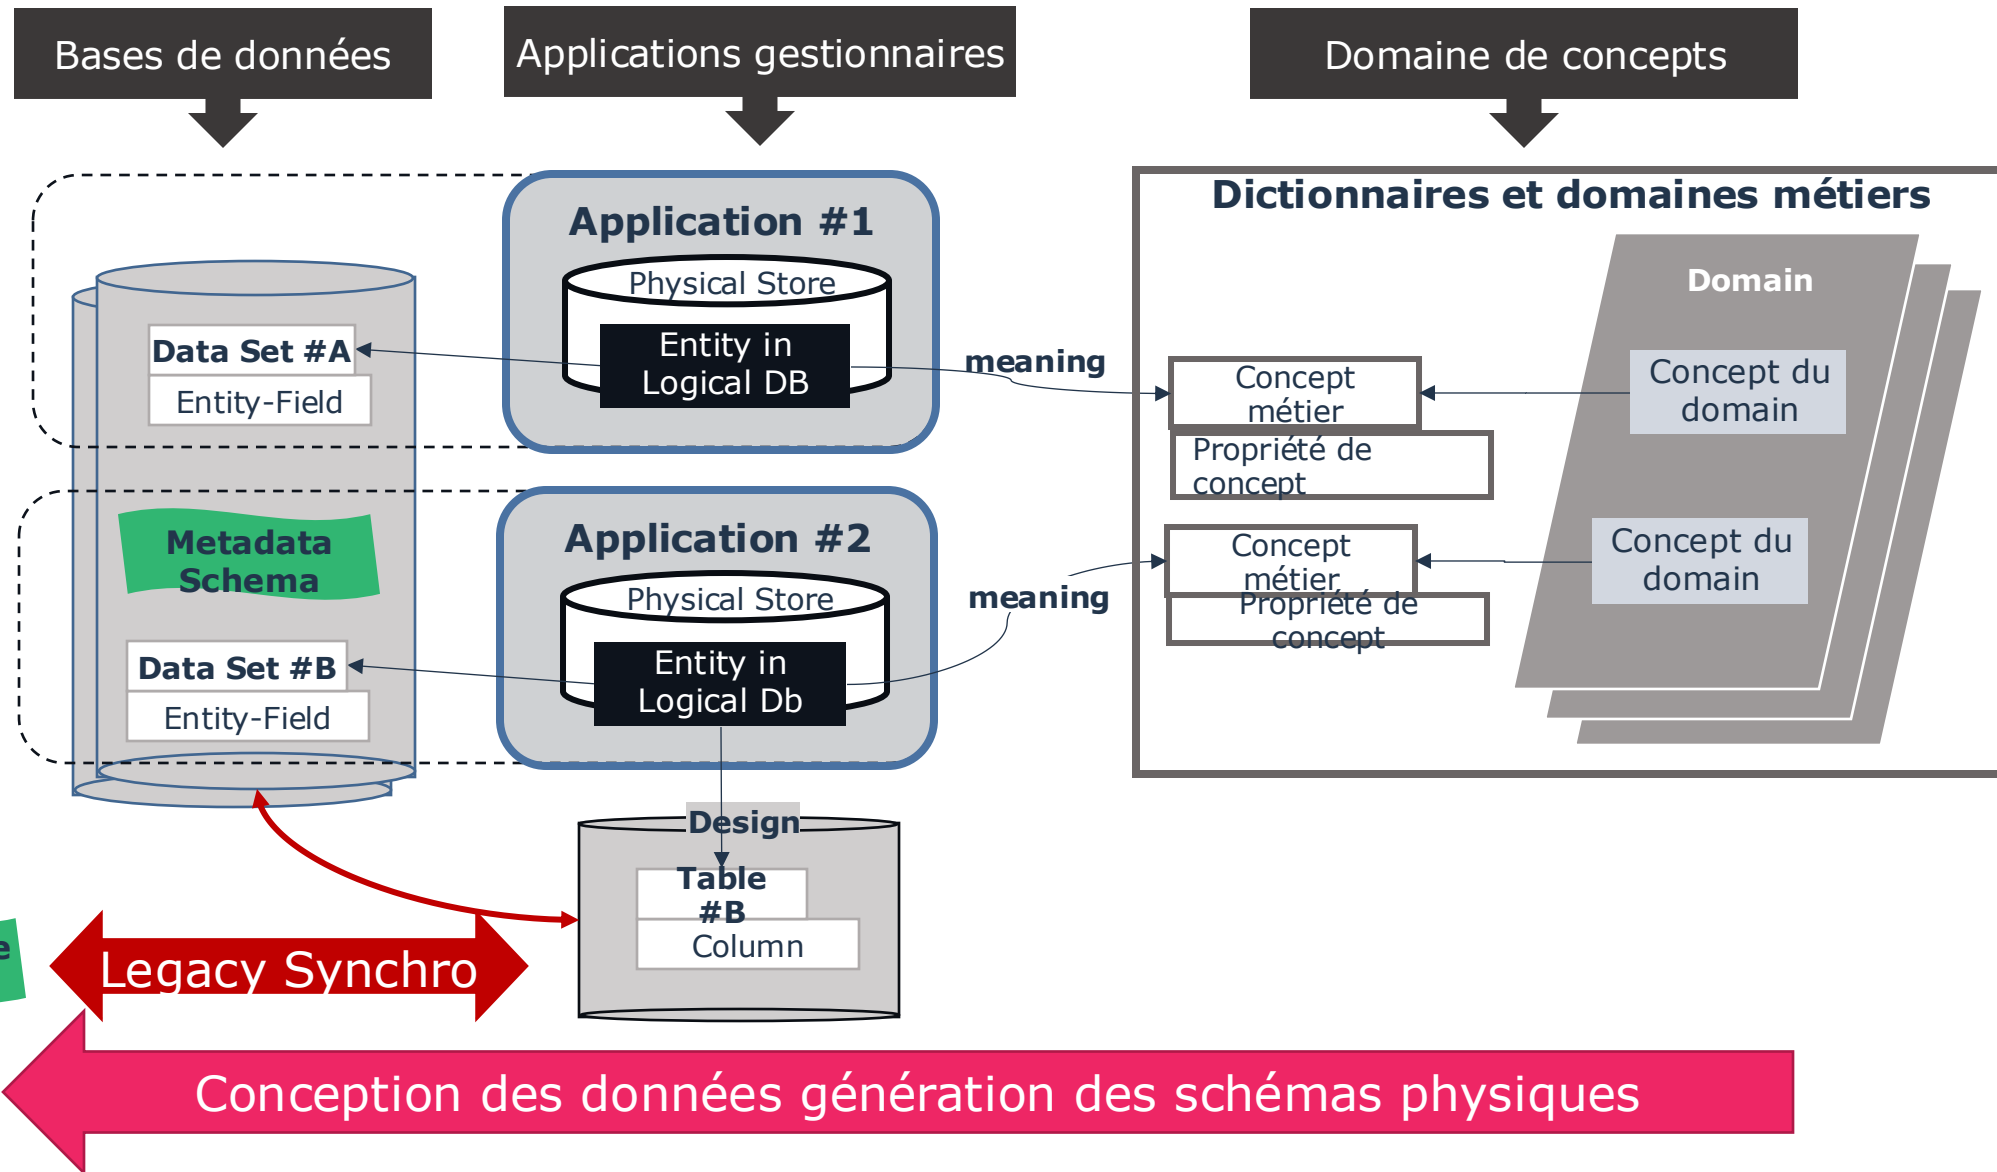 Bases de données
Applications gestionnaires
Domaine de concepts
Application #1
Physical Store
Entity in
Logical DB
Data Set #A
Entity-Field
meaning
Dictionnaires et domaines métiers
Domain
Concept
métier
Propriété de
concept
Concept du
domain
Metadata
Schema
Application #2
Physical Store
Entity in
Logical Db
Data Set #B
Entity-Field
meaning
Concept
métier
Propriété de
concept
Concept du
domain
Design
Table
#B
Column
Legacy Synchro
Conception des données génération des schémas physiques